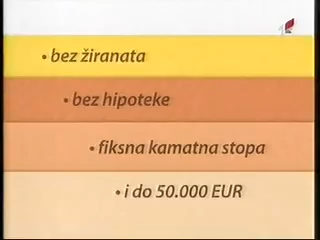 • bez žiranata
• bez hipoteke
• fiksna kamatna stopa
• i do 50.000 EUR